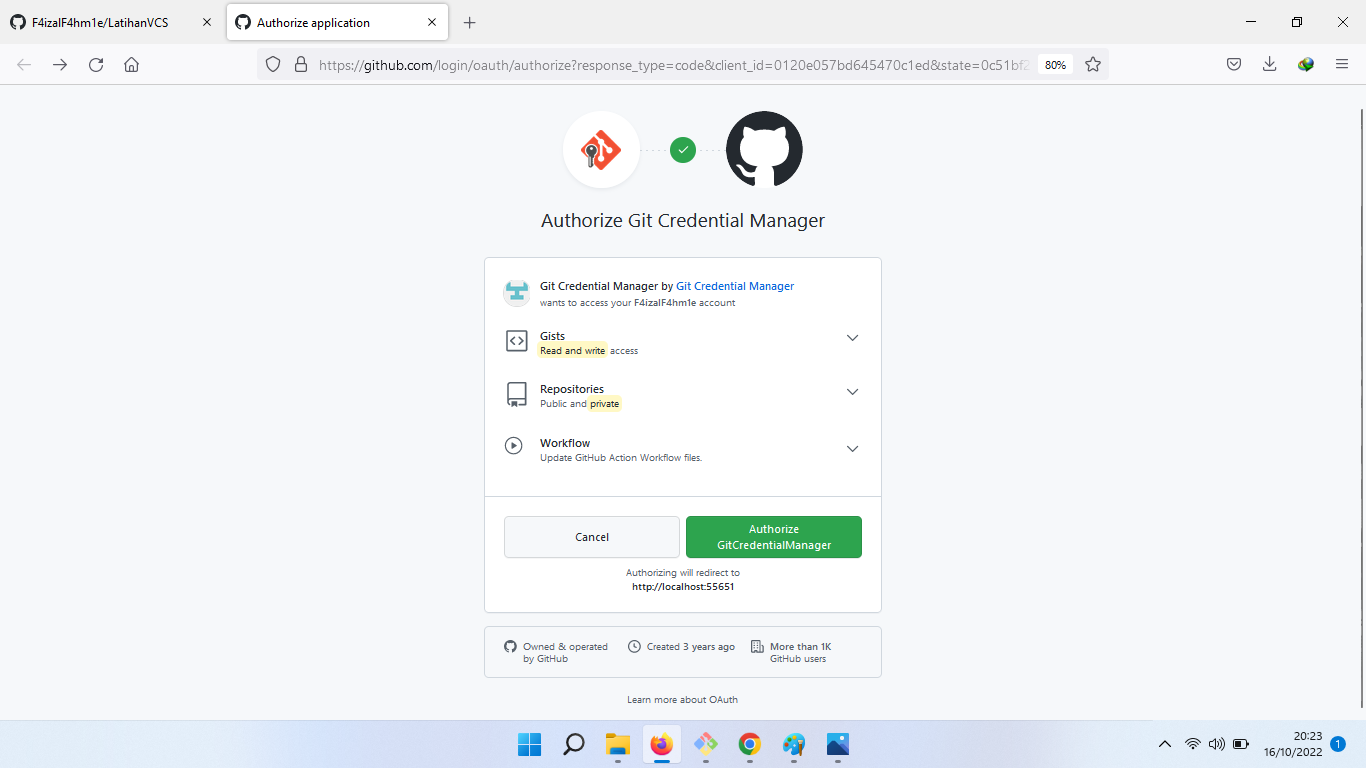 F4izalF4hm1e/LatihanVCS
Authorize application
https://github.com/login/oauth/authorize?response_type=code&client_id=0120e057bd645470c1ed&state=0c51bf2
80%
Authorize Git Credential Manager
Git Credential Manager by Git Credential Manager
wants to access your F4izalF4hm1e account
Gists
Read and write access
Repositories
Public and private
Workflow
Update GitHub Action Workflow files.
Cancel
Authorize
GitCredentialManager
Authorizing will redirect to
http://localhost:55651
Owned & operated
by GitHub
Created 3 years ago
More than 1K
GitHub users
Learn more about OAuth
20:23
16/10/2022
1